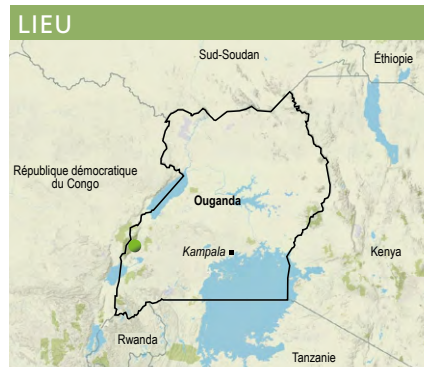 LIEU
Sud-Soudan
Éthiopie
République démocratique
du Congo
Ouganda
Kampala
Kenya
Rwanda
Tanzanie